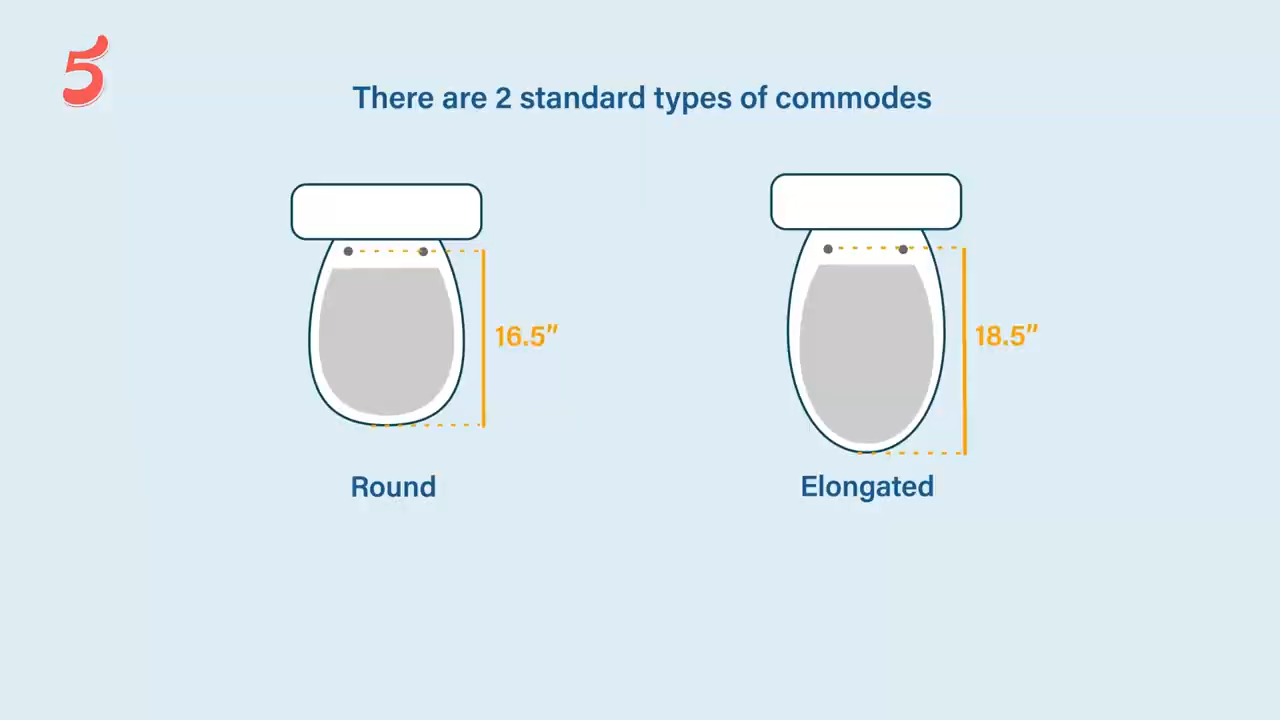 5
There are 2 standard types of commodes
16.5″
18.5″
Round
Elongated